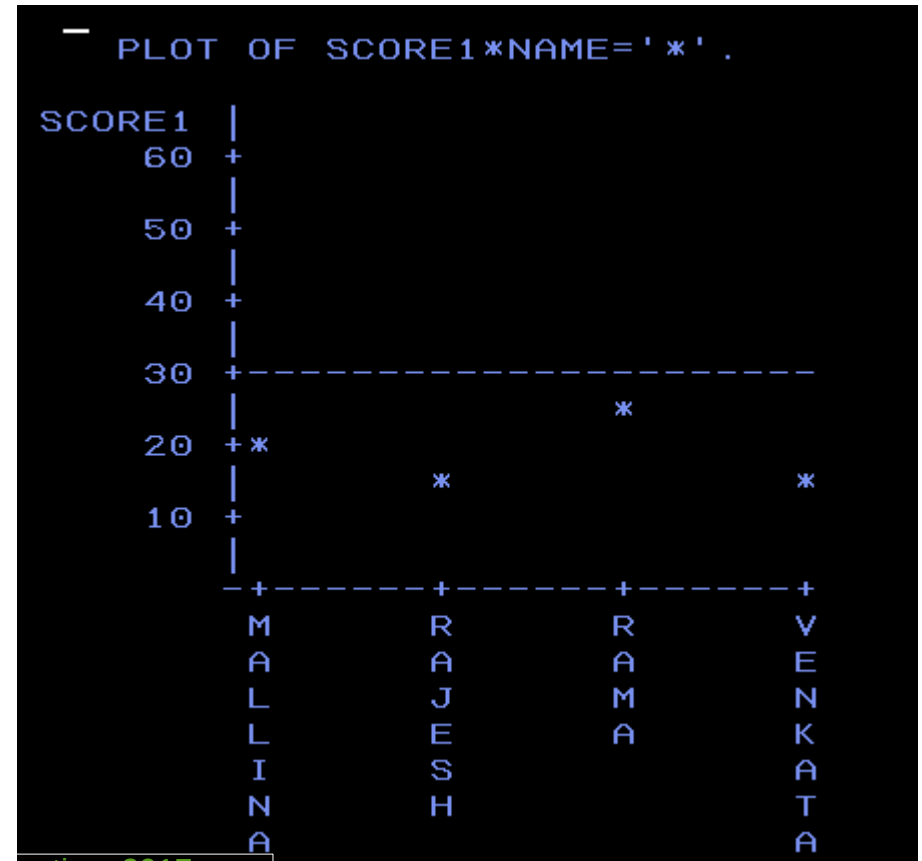 PLOT OF SCORE1*NAME='*'.
SCORE1
60
50
40
30
20
10
MALLINA
RAJESH
RAMA
VENKATA